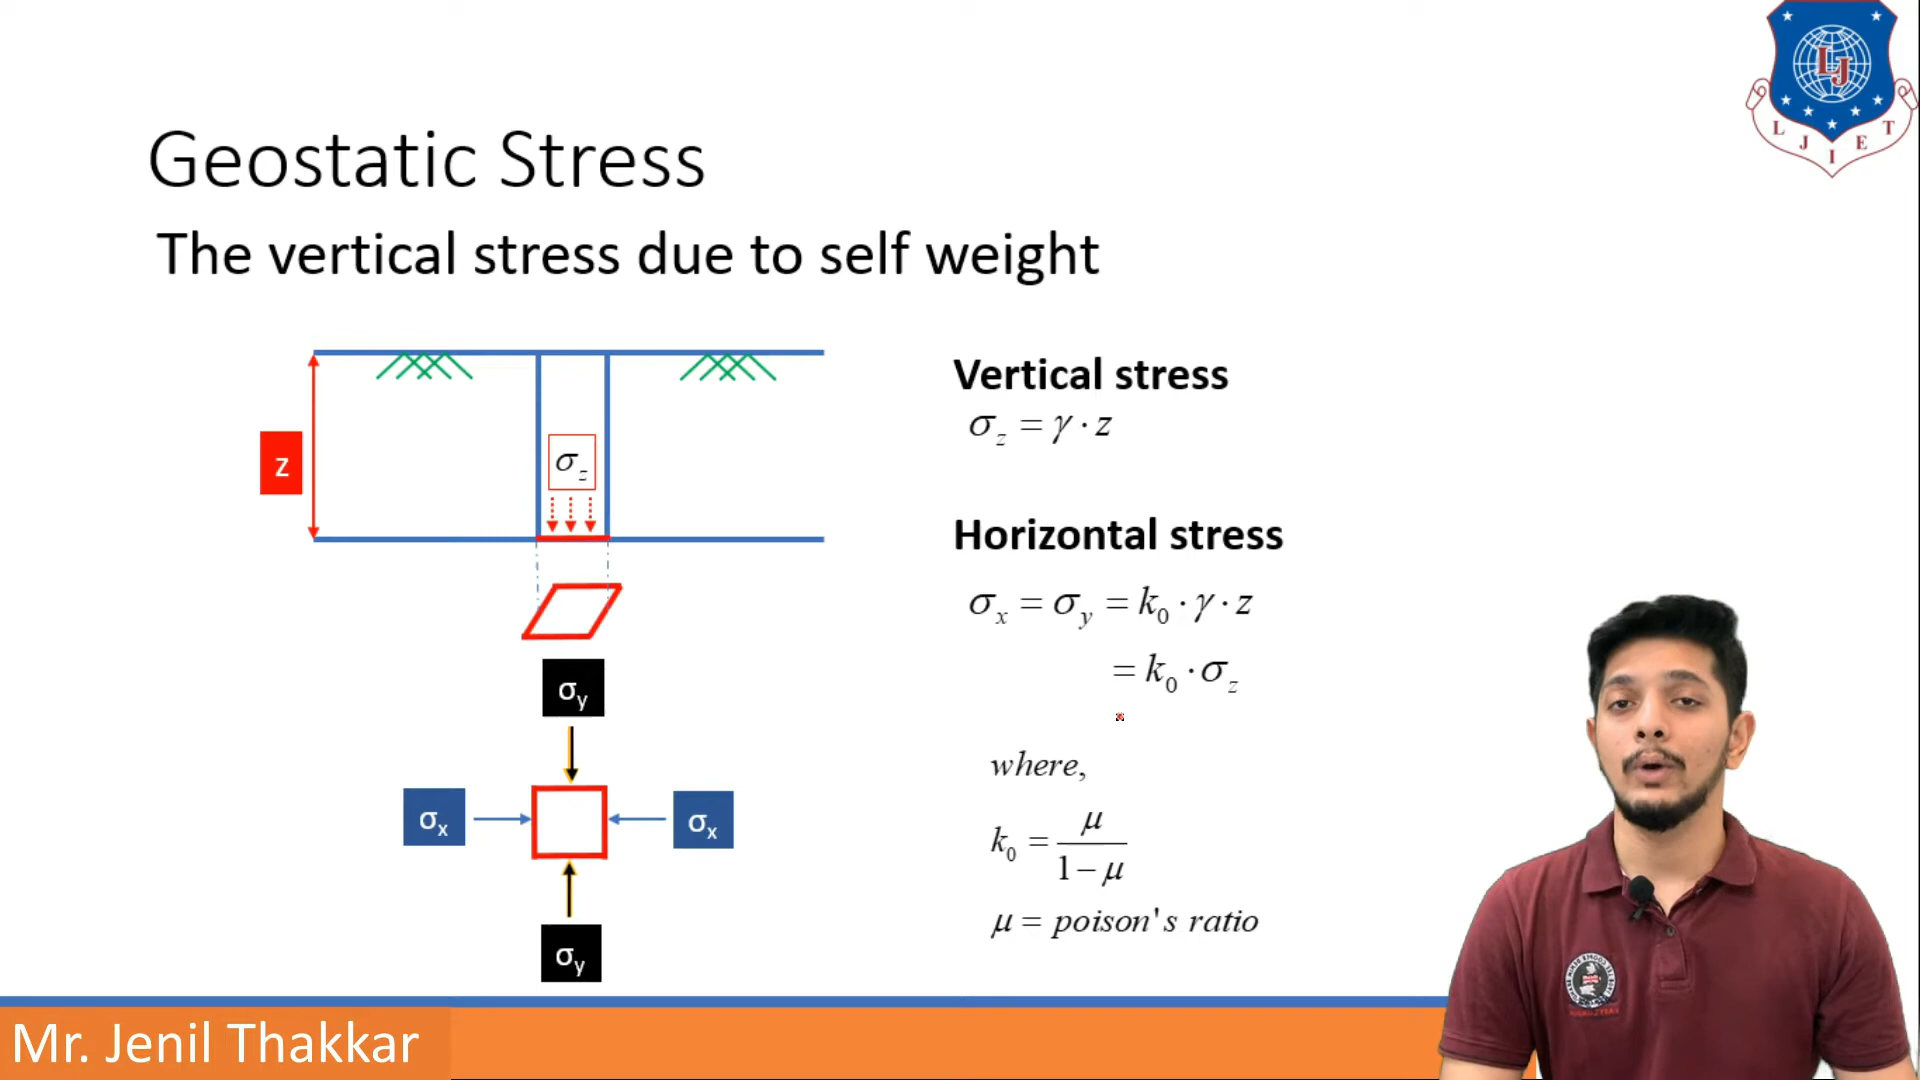 L J I E T
LJ
Geostatic Stress
The vertical stress due to self weight
Vertical stress
σz = γ · z
z
σz
Horizontal stress
σx = σy = k0 · γ · z
= k0 · σz
σy
where,
σx
σx
k0 = μ / 1 − μ
μ = poison's ratio
σy
Mr. Jenil Thakkar